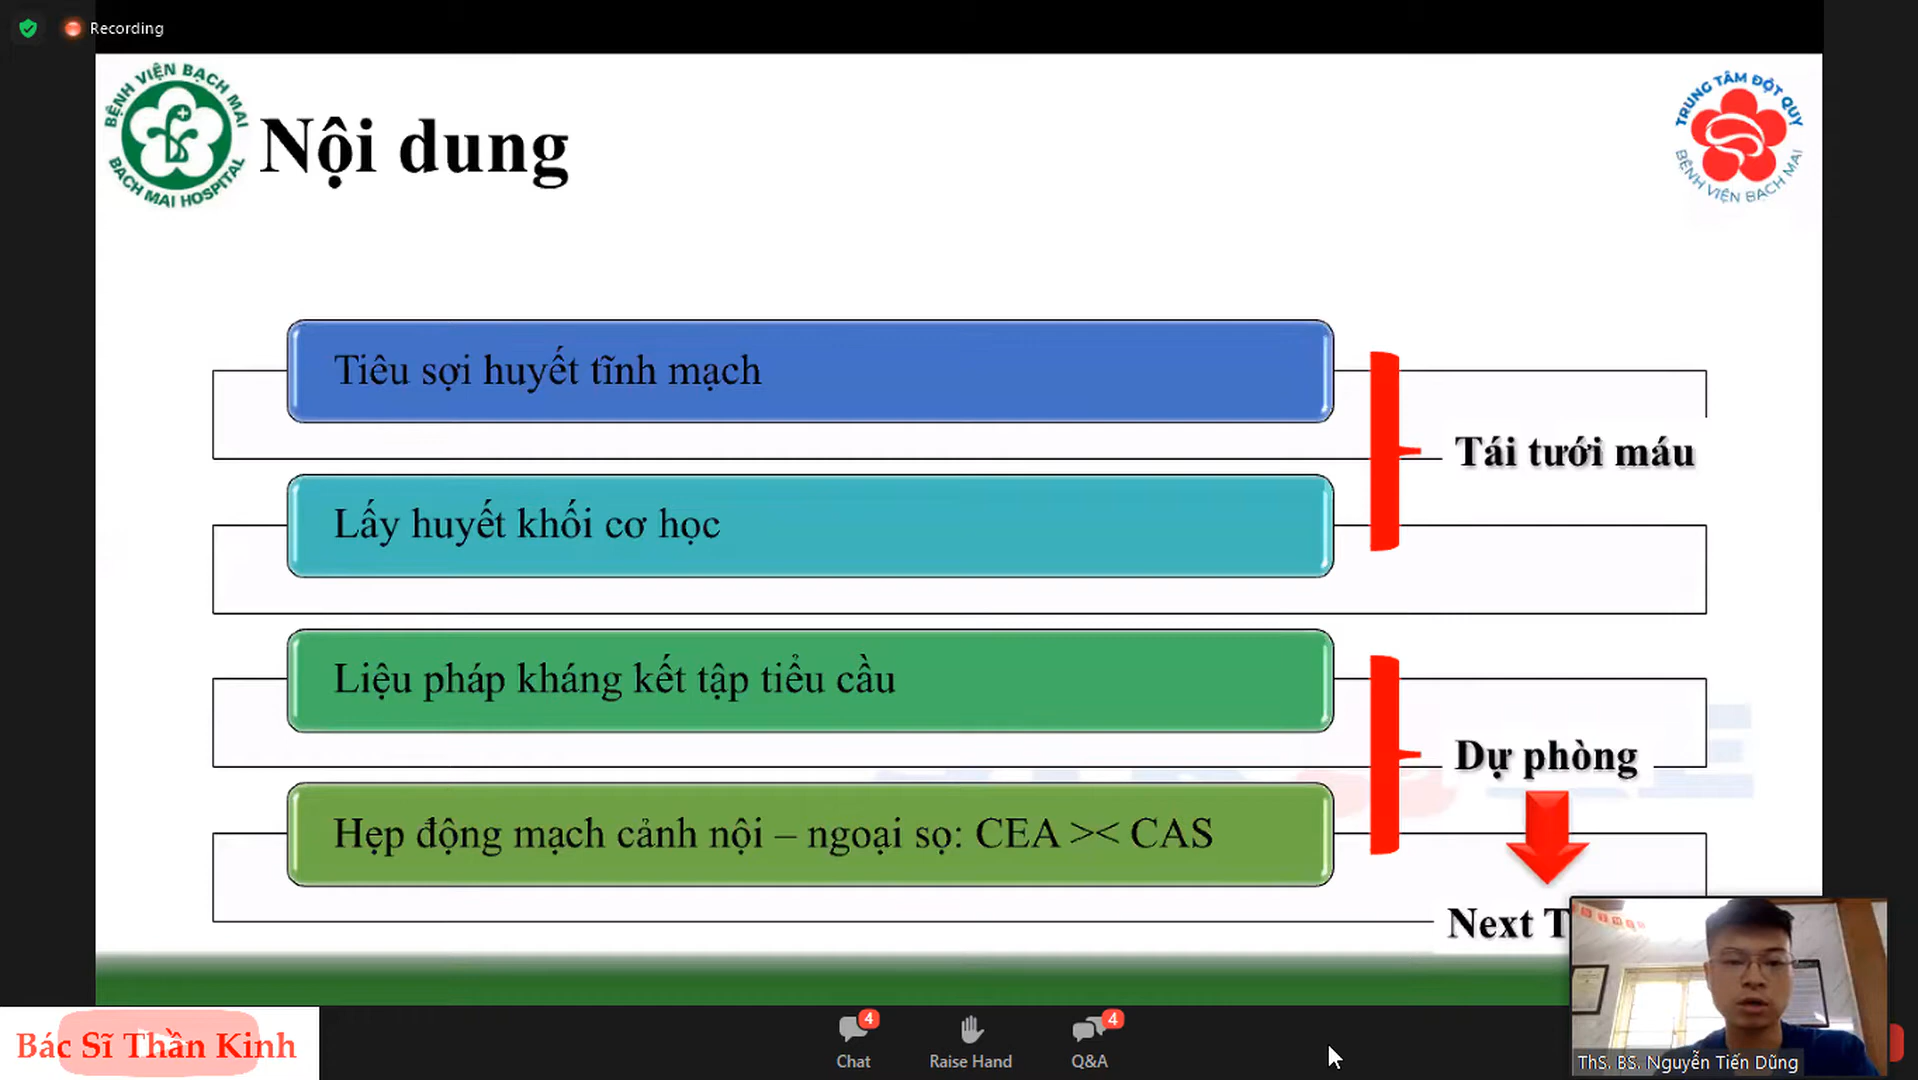 Recording
BỆNH VIỆN BẠCH MAI
BACH MAI HOSPITAL
Nội dung
TRUNG TÂM ĐỘT QUỴ
BỆNH VIỆN BẠCH MAI
Tiêu sợi huyết tĩnh mạch
Tái tưới máu
Lấy huyết khối cơ học
Liệu pháp kháng kết tập tiểu cầu
Dự phòng
Hẹp động mạch cảnh nội – ngoại sọ: CEA >< CAS
Next T
Bác Sĩ Thần Kinh
4
Chat
Raise Hand
4
Q&A
ThS. BS. Nguyễn Tiến Dũng